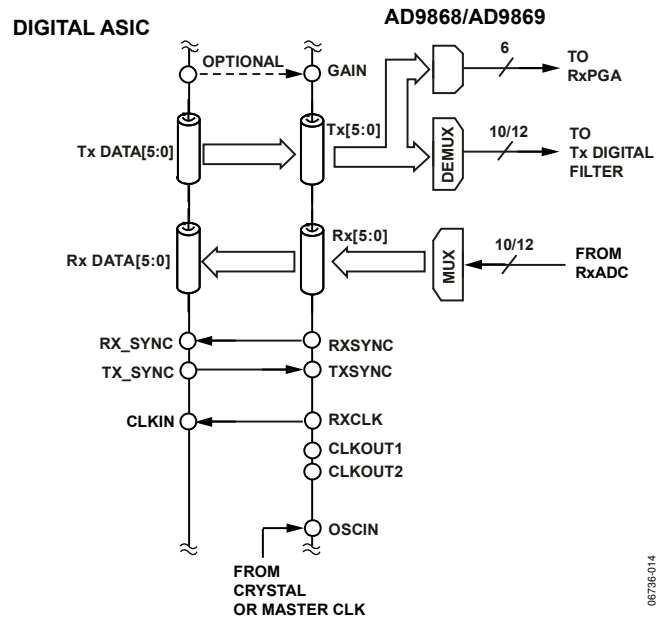 DIGITAL ASIC
AD9868/AD9869
OPTIONAL
GAIN
6
TO
RxPGA
Tx DATA[5:0]
Tx[5:0]
DEMUX
10/12
TO
Tx DIGITAL
FILTER
Rx DATA[5:0]
Rx[5:0]
MUX
10/12
FROM
RxADC
RX_SYNC
RXSYNC
TX_SYNC
TXSYNC
CLKIN
RXCLK
CLKOUT1
CLKOUT2
OSCIN
FROM
CRYSTAL
OR MASTER CLK
06736-014